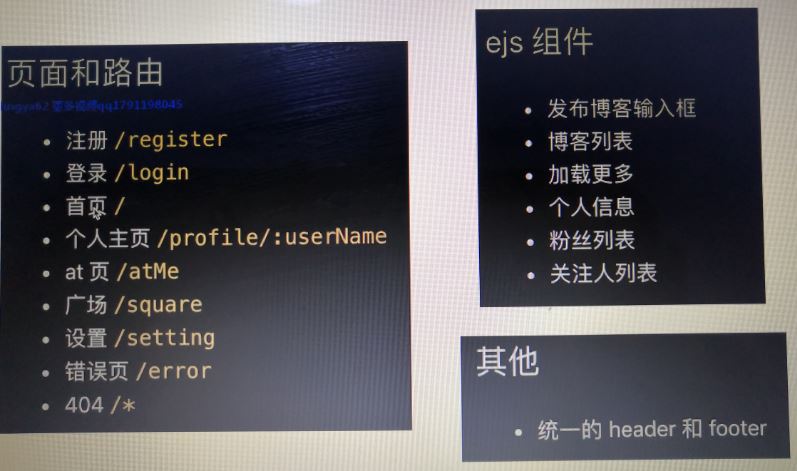 页面和路由
更多视频qq1791198045
注册 /register
登录 /login
首页 /
个人主页 /profile/:userName
at 页 /atMe
广场 /square
设置 /setting
错误页 /error
404 /*
ejs 组件
发布博客输入框
博客列表
加载更多
个人信息
粉丝列表
关注人列表
其他
统一的 header 和 footer